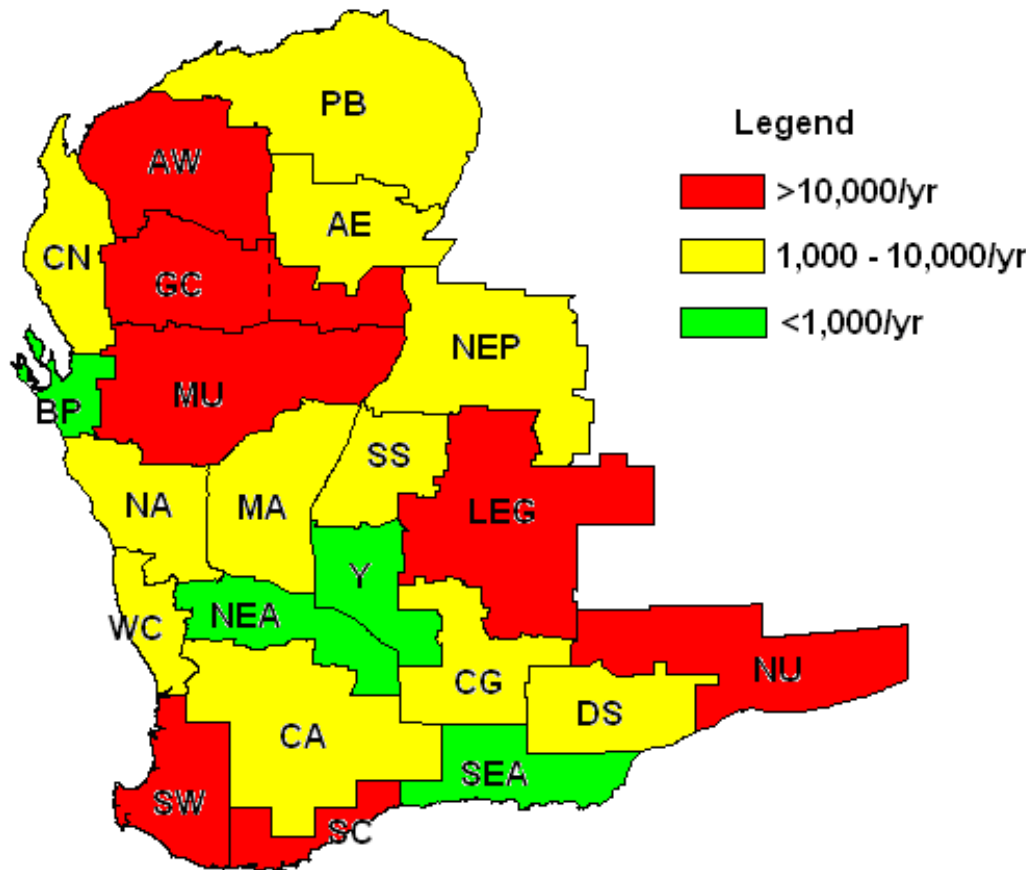 PB
Legend
AW
>10,000/yr
AE
CN
1,000 - 10,000/yr
GC
<1,000/yr
NEP
MU
BP
SS
NA
MA
LEG
Y
NEA
WC
NU
CG
DS
CA
SEA
SW
SC